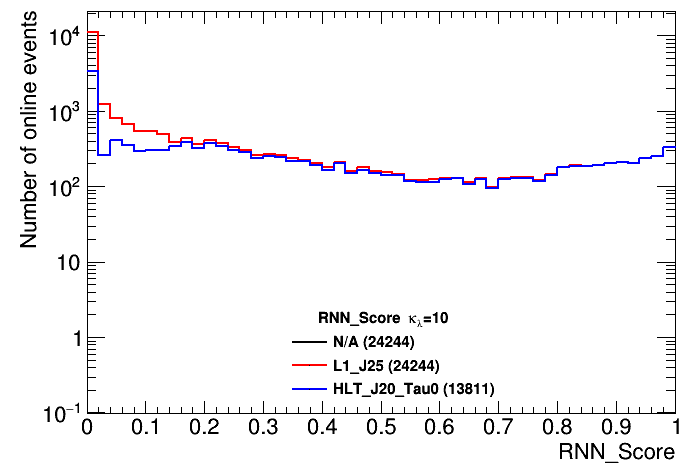 Number of online events
10⁴
10³
10²
10
1
10⁻¹
RNN_Score κλ=10
N/A (24244)
L1_J25 (24244)
HLT_J20_Tau0 (13811)
0 0.1 0.2 0.3 0.4 0.5 0.6 0.7 0.8 0.9 1
RNN_Score